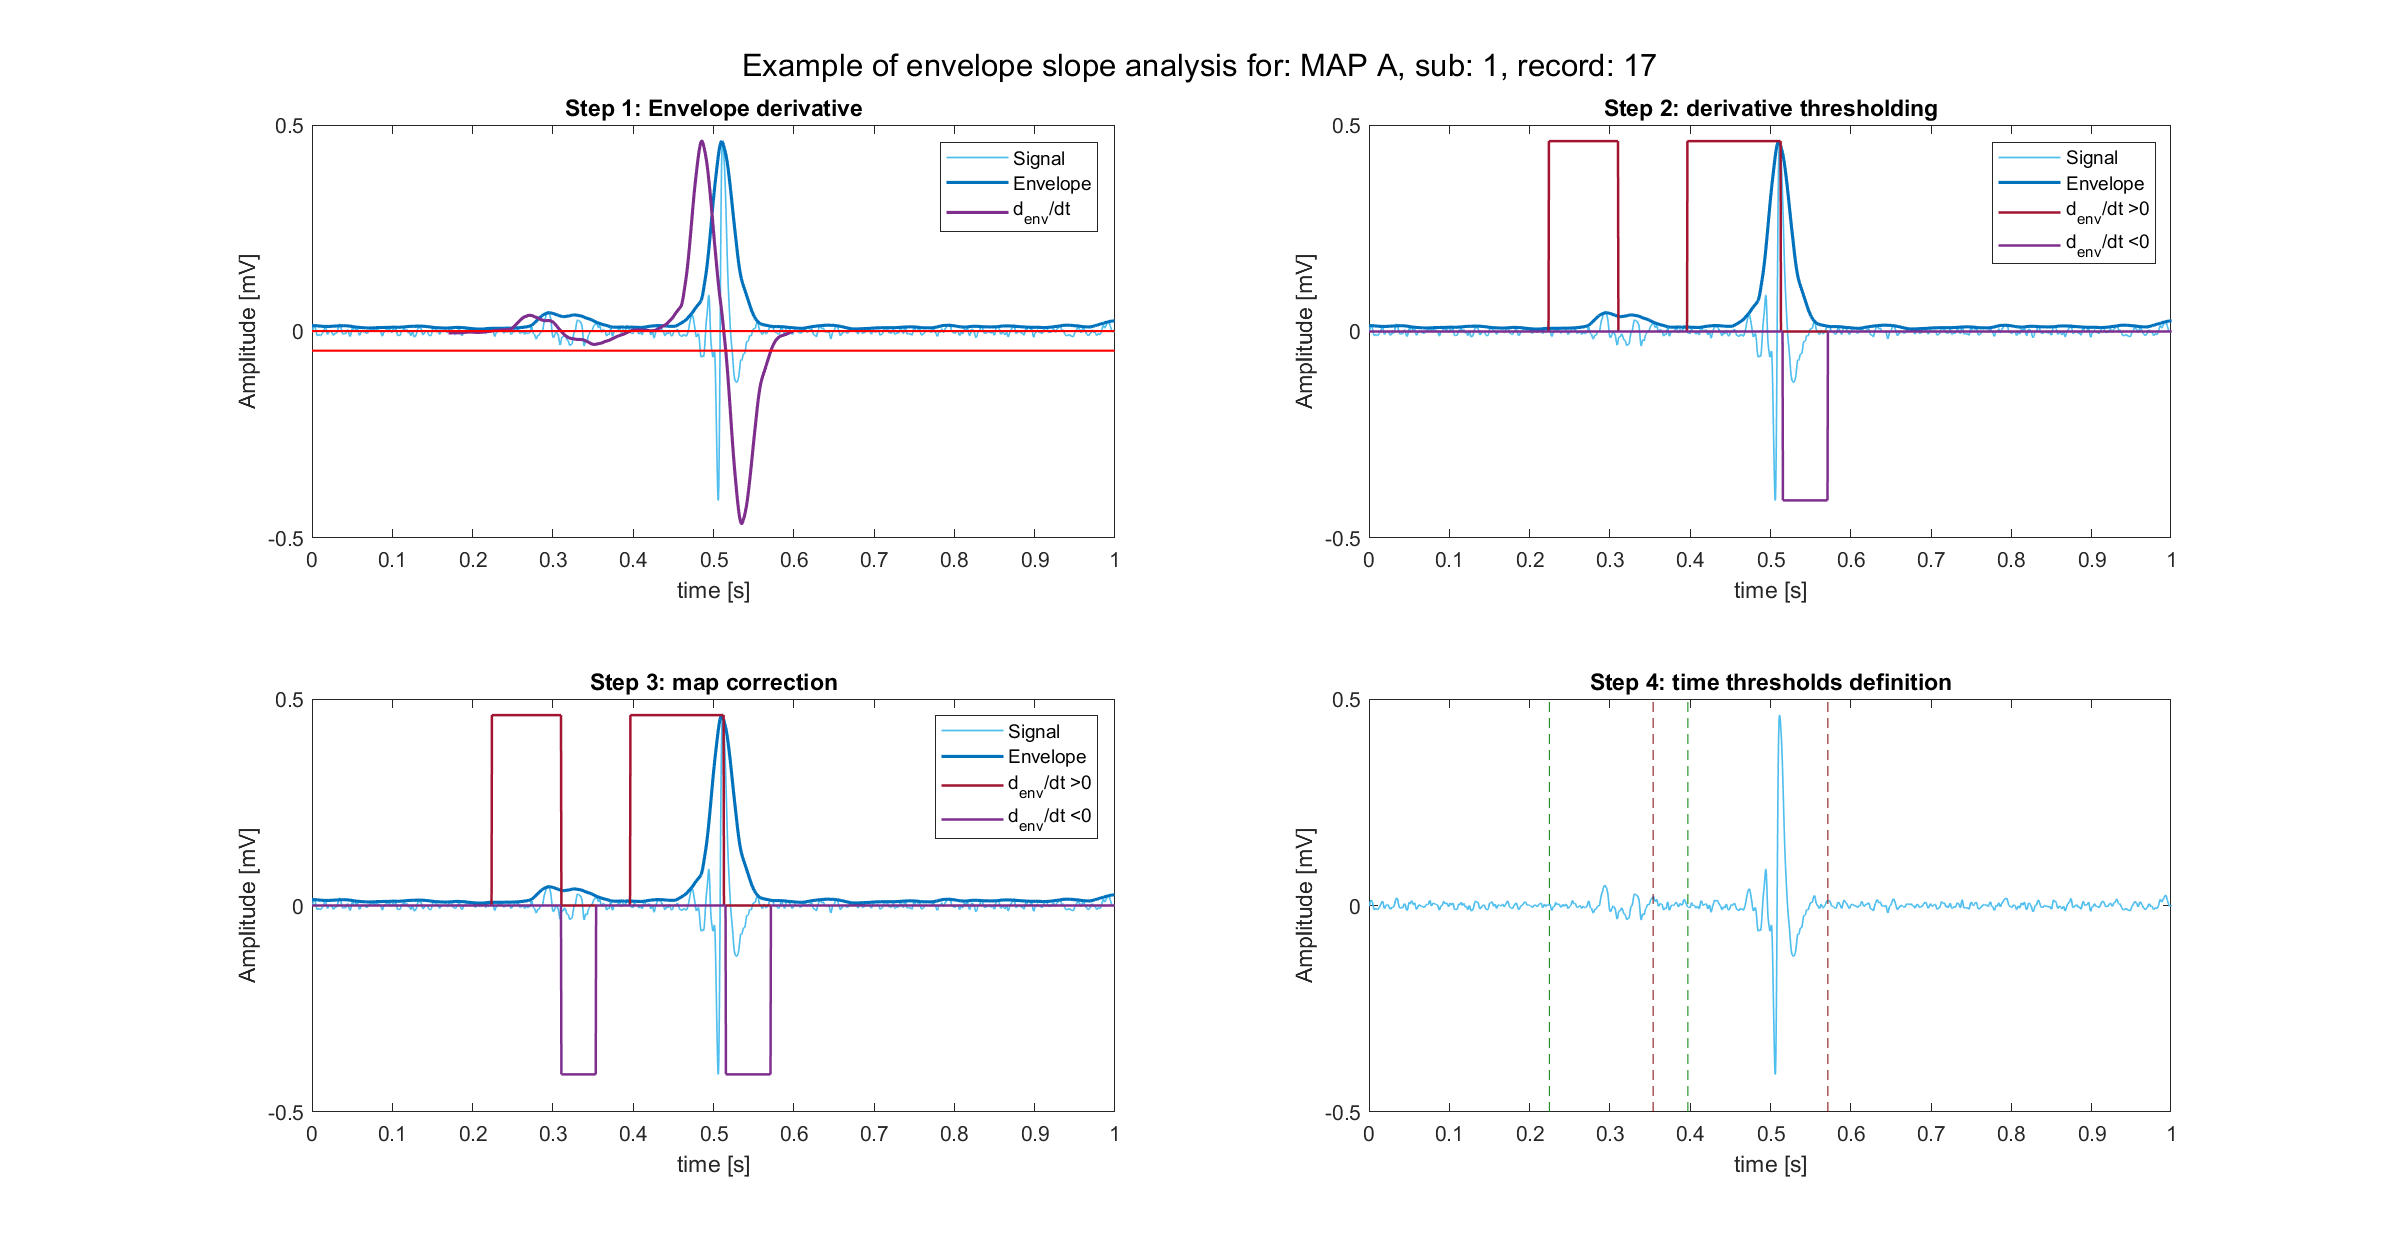 Example of envelope slope analysis for: MAP A, sub: 1, record: 17
Step 1: Envelope derivative
0.5
0
-0.5
Amplitude [mV]
Signal
Envelope
d_env/dt
0 0.1 0.2 0.3 0.4 0.5 0.6 0.7 0.8 0.9 1
time [s]
Step 2: derivative thresholding
0.5
0
-0.5
Amplitude [mV]
Signal
Envelope
d_env/dt >0
d_env/dt <0
0 0.1 0.2 0.3 0.4 0.5 0.6 0.7 0.8 0.9 1
time [s]
Step 3: map correction
0.5
0
-0.5
Amplitude [mV]
Signal
Envelope
d_env/dt >0
d_env/dt <0
0 0.1 0.2 0.3 0.4 0.5 0.6 0.7 0.8 0.9 1
time [s]
Step 4: time thresholds definition
0.5
0
-0.5
Amplitude [mV]
0 0.1 0.2 0.3 0.4 0.5 0.6 0.7 0.8 0.9 1
time [s]